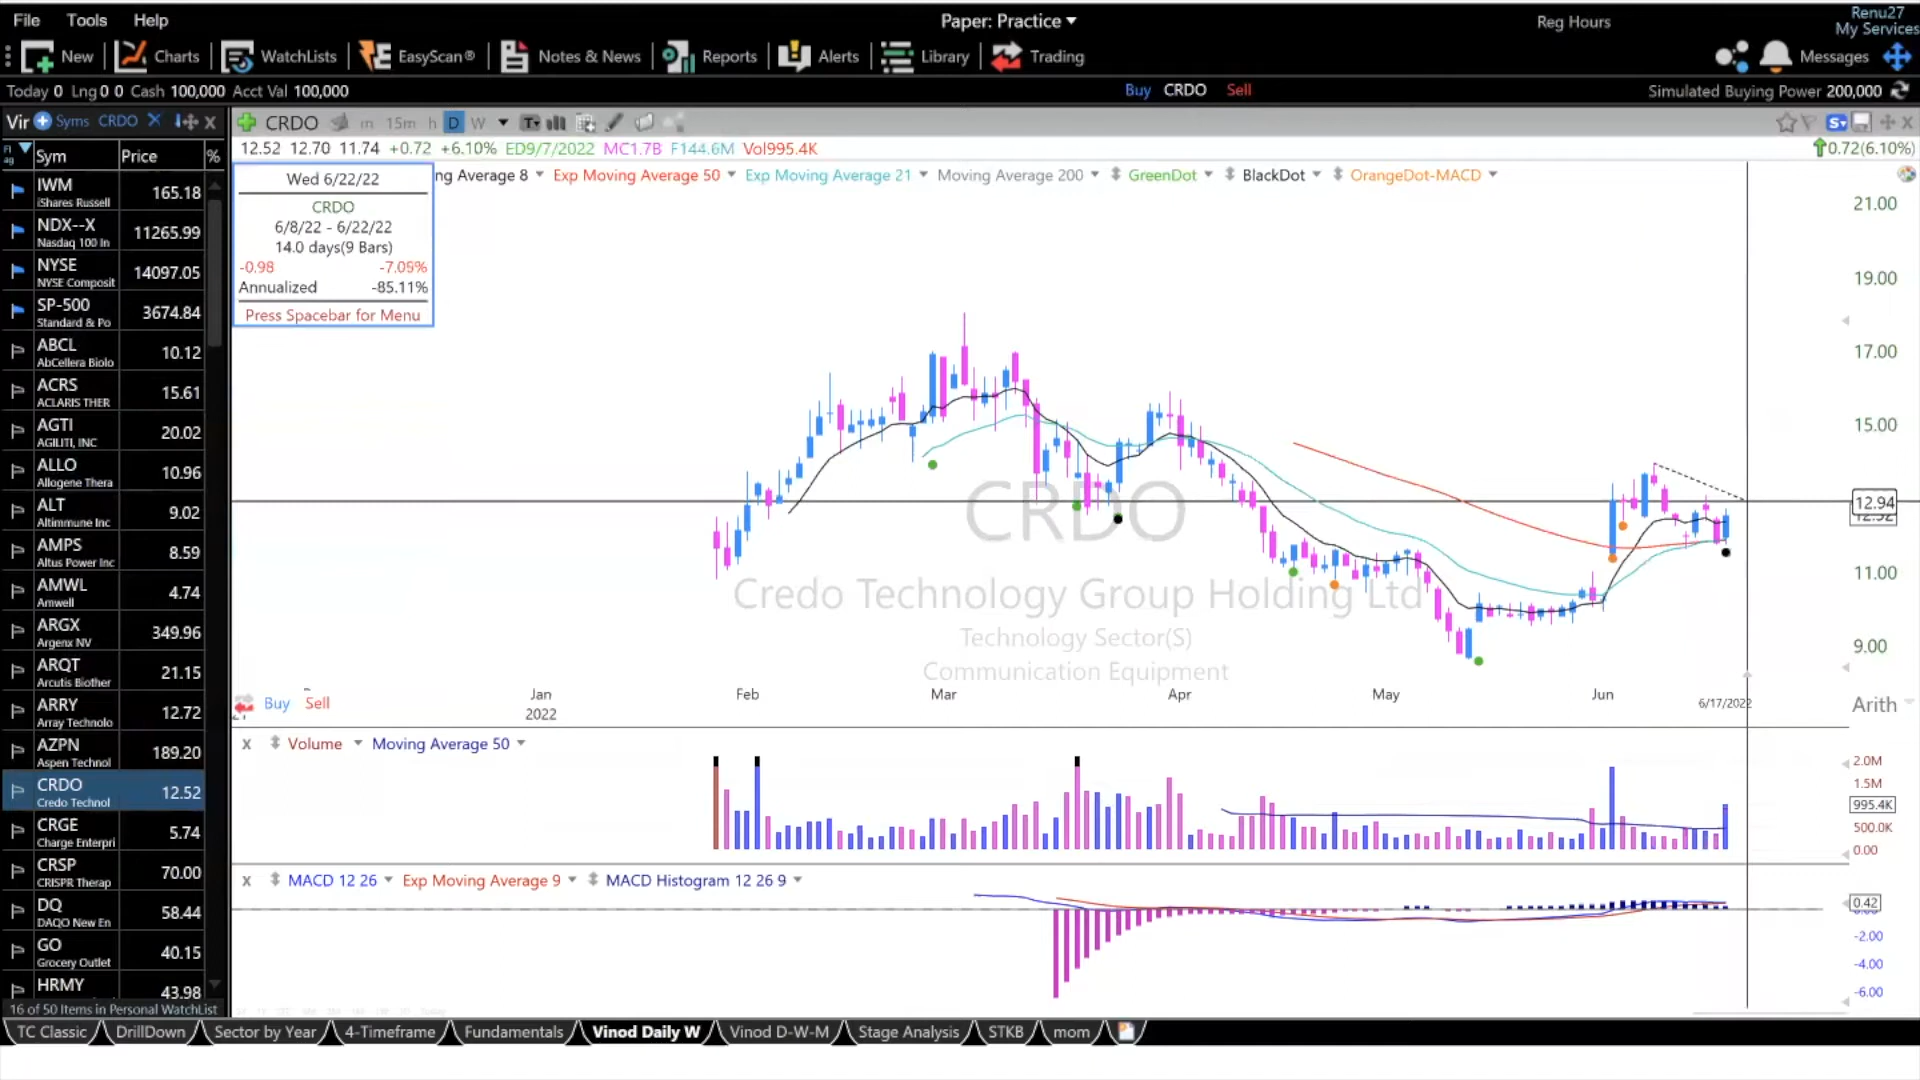 File Tools Help Paper: Practice Reg Hours Renu27
My Services
New Charts WatchLists EasyScan® Notes & News Reports Alerts Library Trading Messages
Today 0 Lng 0 0 Cash 100,000 Acct Val 100,000 Buy CRDO Sell Simulated Buying Power 200,000
Vir Syms CRDO X
Sym Price %
IWM 165.18
iShares Russell
NDX--X 11265.99
Nasdaq 100 In
NYSE 14097.05
NYSE Composit
SP-500 3674.84
Standard & Po
ABCL 10.12
AbCellera Biolo
ACRS 15.61
ACLARIS THER
AGTI 20.02
AGILITI, INC
ALLO 10.96
Allogene Thera
ALT 9.02
Altimmune Inc
AMPS 8.59
Altus Power Inc
AMWL 4.74
Amwell
ARGX 349.96
Argenx NV
ARQT 21.15
Arcutis Biother
ARRY 12.72
Array Technolo
AZPN 189.20
Aspen Technol
CRDO 12.52
Credo Technol
CRGE 5.74
Charge Enterpri
CRSP 70.00
CRISPR Therap
DQ 58.44
DAQO New En
GO 40.15
Grocery Outlet
HRMY 43.98
16 of 50 Items in Personal WatchList
CRDO m 15m h D W
12.52 12.70 11.74 +0.72 +6.10% ED9/7/2022 MC1.7B F144.6M Vol995.4K 0.72(6.10%)
Wed 6/22/22
CRDO
6/8/22 - 6/22/22
14.0 days(9 Bars)
-0.98 -7.05%
Annualized -85.11%
Press Spacebar for Menu
ng Average 8 Exp Moving Average 50 Exp Moving Average 21 Moving Average 200 GreenDot BlackDot OrangeDot-MACD
21.00
19.00
17.00
15.00
12.94
11.00
9.00
CRDO
Credo Technology Group Holding Ltd
Technology Sector(S)
Communication Equipment
Buy Sell
Jan Feb Mar Apr May Jun
2022 6/17/2022
Arith
X Volume Moving Average 50
2.0M
1.5M
995.4K
500.0K
0.00
X MACD 12 26 Exp Moving Average 9 MACD Histogram 12 26 9
0.42
-2.00
-4.00
-6.00
TC Classic DrillDown Sector by Year 4-Timeframe Fundamentals Vinod Daily W Vinod D-W-M Stage Analysis STKB mom